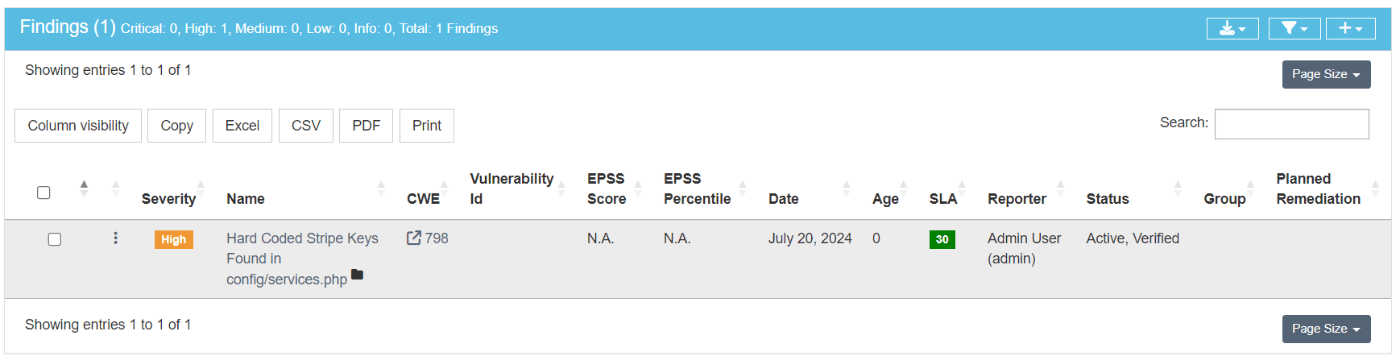 Findings (1) Critical: 0, High: 1, Medium: 0, Low: 0, Info: 0, Total: 1 Findings
Showing entries 1 to 1 of 1
Page Size
Column visibility Copy Excel CSV PDF Print
Search:
Severity Name CWE Vulnerability Id EPSS Score EPSS Percentile Date Age SLA Reporter Status Group Planned Remediation
High Hard Coded Stripe Keys 798 N.A. N.A. July 20, 2024 0 30 Admin User Active, Verified
Found in (admin)
config/services.php
Showing entries 1 to 1 of 1
Page Size